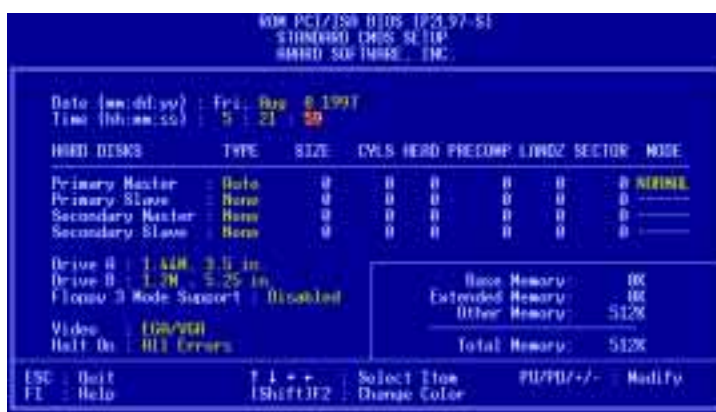 ROM PCI/ISA BIOS (P2L97-S)
STANDARD CMOS SETUP
AWARD SOFTWARE, INC.
Date (mm:dd:yy) : Fri, Aug 8 1997
Time (hh:mm:ss) : 5 : 21 : 59
HARD DISKS TYPE SIZE CYLS HEAD PRECOMP LANDZ SECTOR MODE
Primary Master : Auto 0 0 0 0 0 0 NORMAL
Primary Slave : None 0 0 0 0 0 0 ------
Secondary Master : None 0 0 0 0 0 0 ------
Secondary Slave : None 0 0 0 0 0 0 ------
Drive A : 1.44M, 3.5 in.
Drive B : 1.2M , 5.25 in.
Floppy 3 Mode Support : Disabled
Video : EGA/VGA
Halt On : All Errors
Base Memory: 0K
Extended Memory: 0K
Other Memory: 512K
Total Memory: 512K
ESC : Quit ↑ ↓ → ← : Select Item PU/PD/+/- : Modify
F1 : Help (Shift)F2 : Change Color